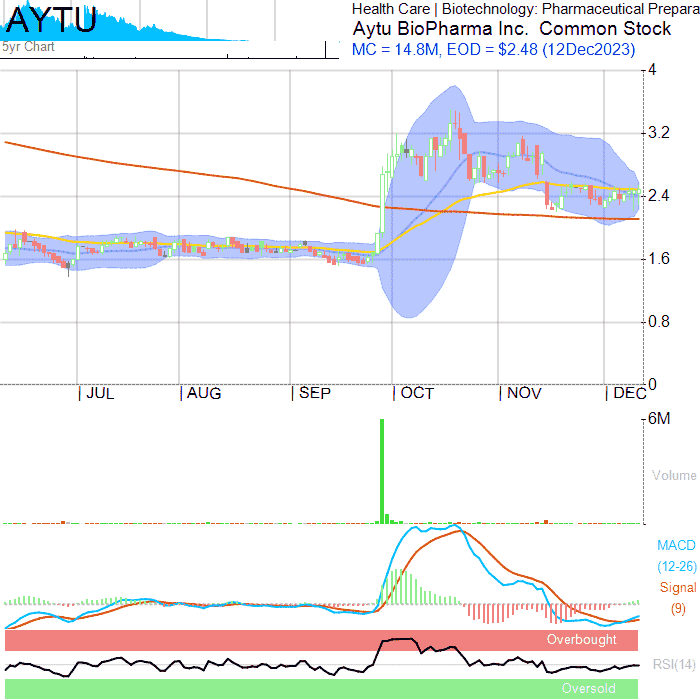 AYTU
5yr Chart
Health Care | Biotechnology: Pharmaceutical Prepara
Aytu BioPharma Inc. Common Stock
MC = 14.8M, EOD = $2.48 (12Dec2023)
4
3.2
2.4
1.6
0.8
0
JUL AUG SEP OCT NOV DEC
6M
Volume
MACD
(12-26)
Signal
(9)
Overbought
RSI(14)
Oversold